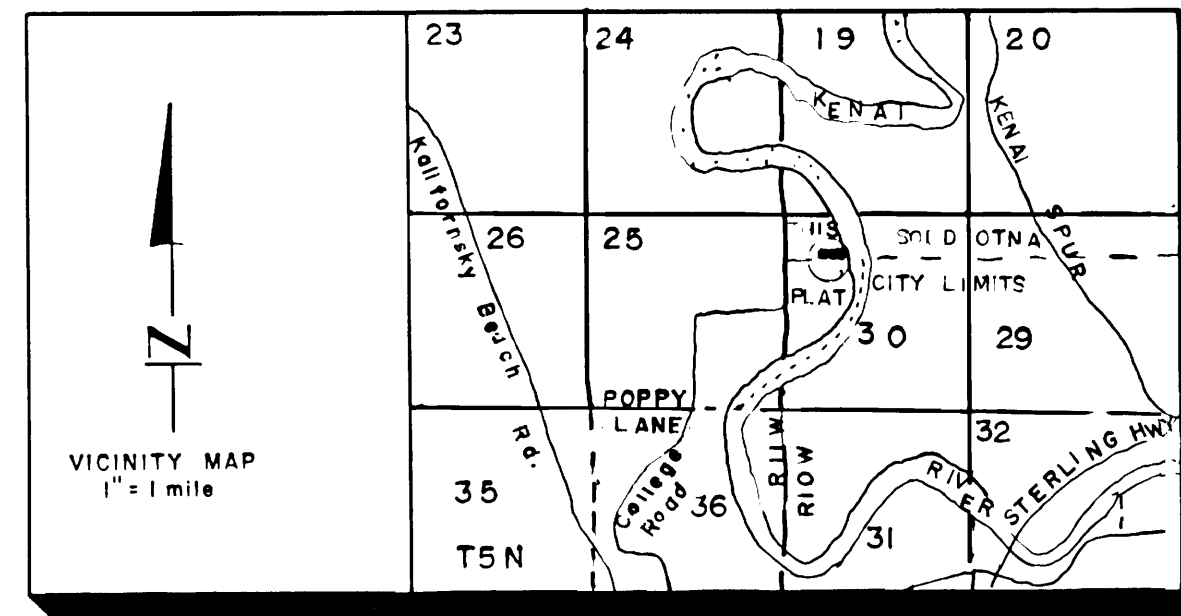 23
24
19
20
KENAI
KENAI SPUR
Kalifornsky Beach Rd.
26
25
THIS
PLAT
SOLDOTNA
CITY LIMITS
30
29
POPPY
LANE
R11W
R10W
32
STERLING HWY
RIVER
College
Road
35
36
31
T5N
N
VICINITY MAP
1" = 1 mile